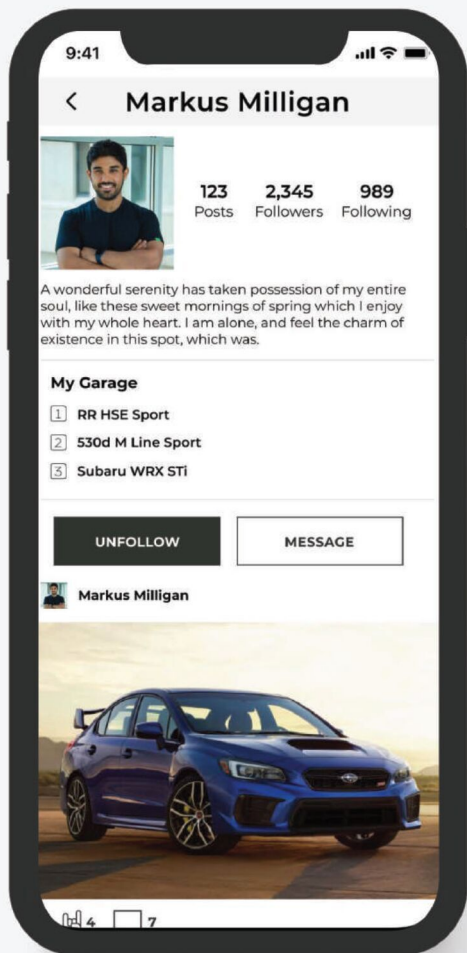 9:41
Markus Milligan
123 2,345 989
Posts Followers Following
A wonderful serenity has taken possession of my entire
soul, like these sweet mornings of spring which I enjoy
with my whole heart. I am alone, and feel the charm of
existence in this spot, which was.
My Garage
1 RR HSE Sport
2 530d M Line Sport
3 Subaru WRX STi
UNFOLLOW MESSAGE
Markus Milligan
4 7